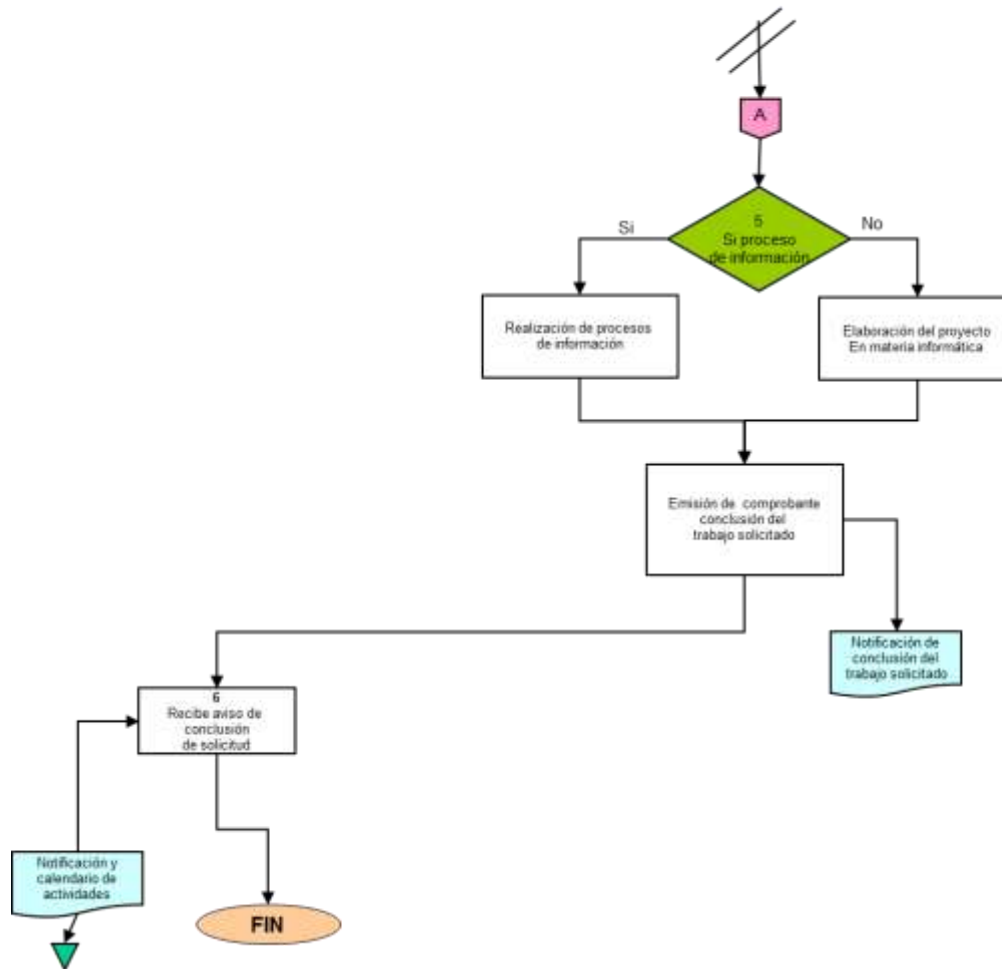 A
5
Si proceso
de información
Si
No
Realización de procesos
de información
Elaboración del proyecto
En materia informática
Emisión de comprobante
conclusión del
trabajo solicitado
Notificación de
conclusión del
trabajo solicitado
6
Recibe aviso de
conclusión
de solicitud
Notificación y
calendario de
actividades
FIN